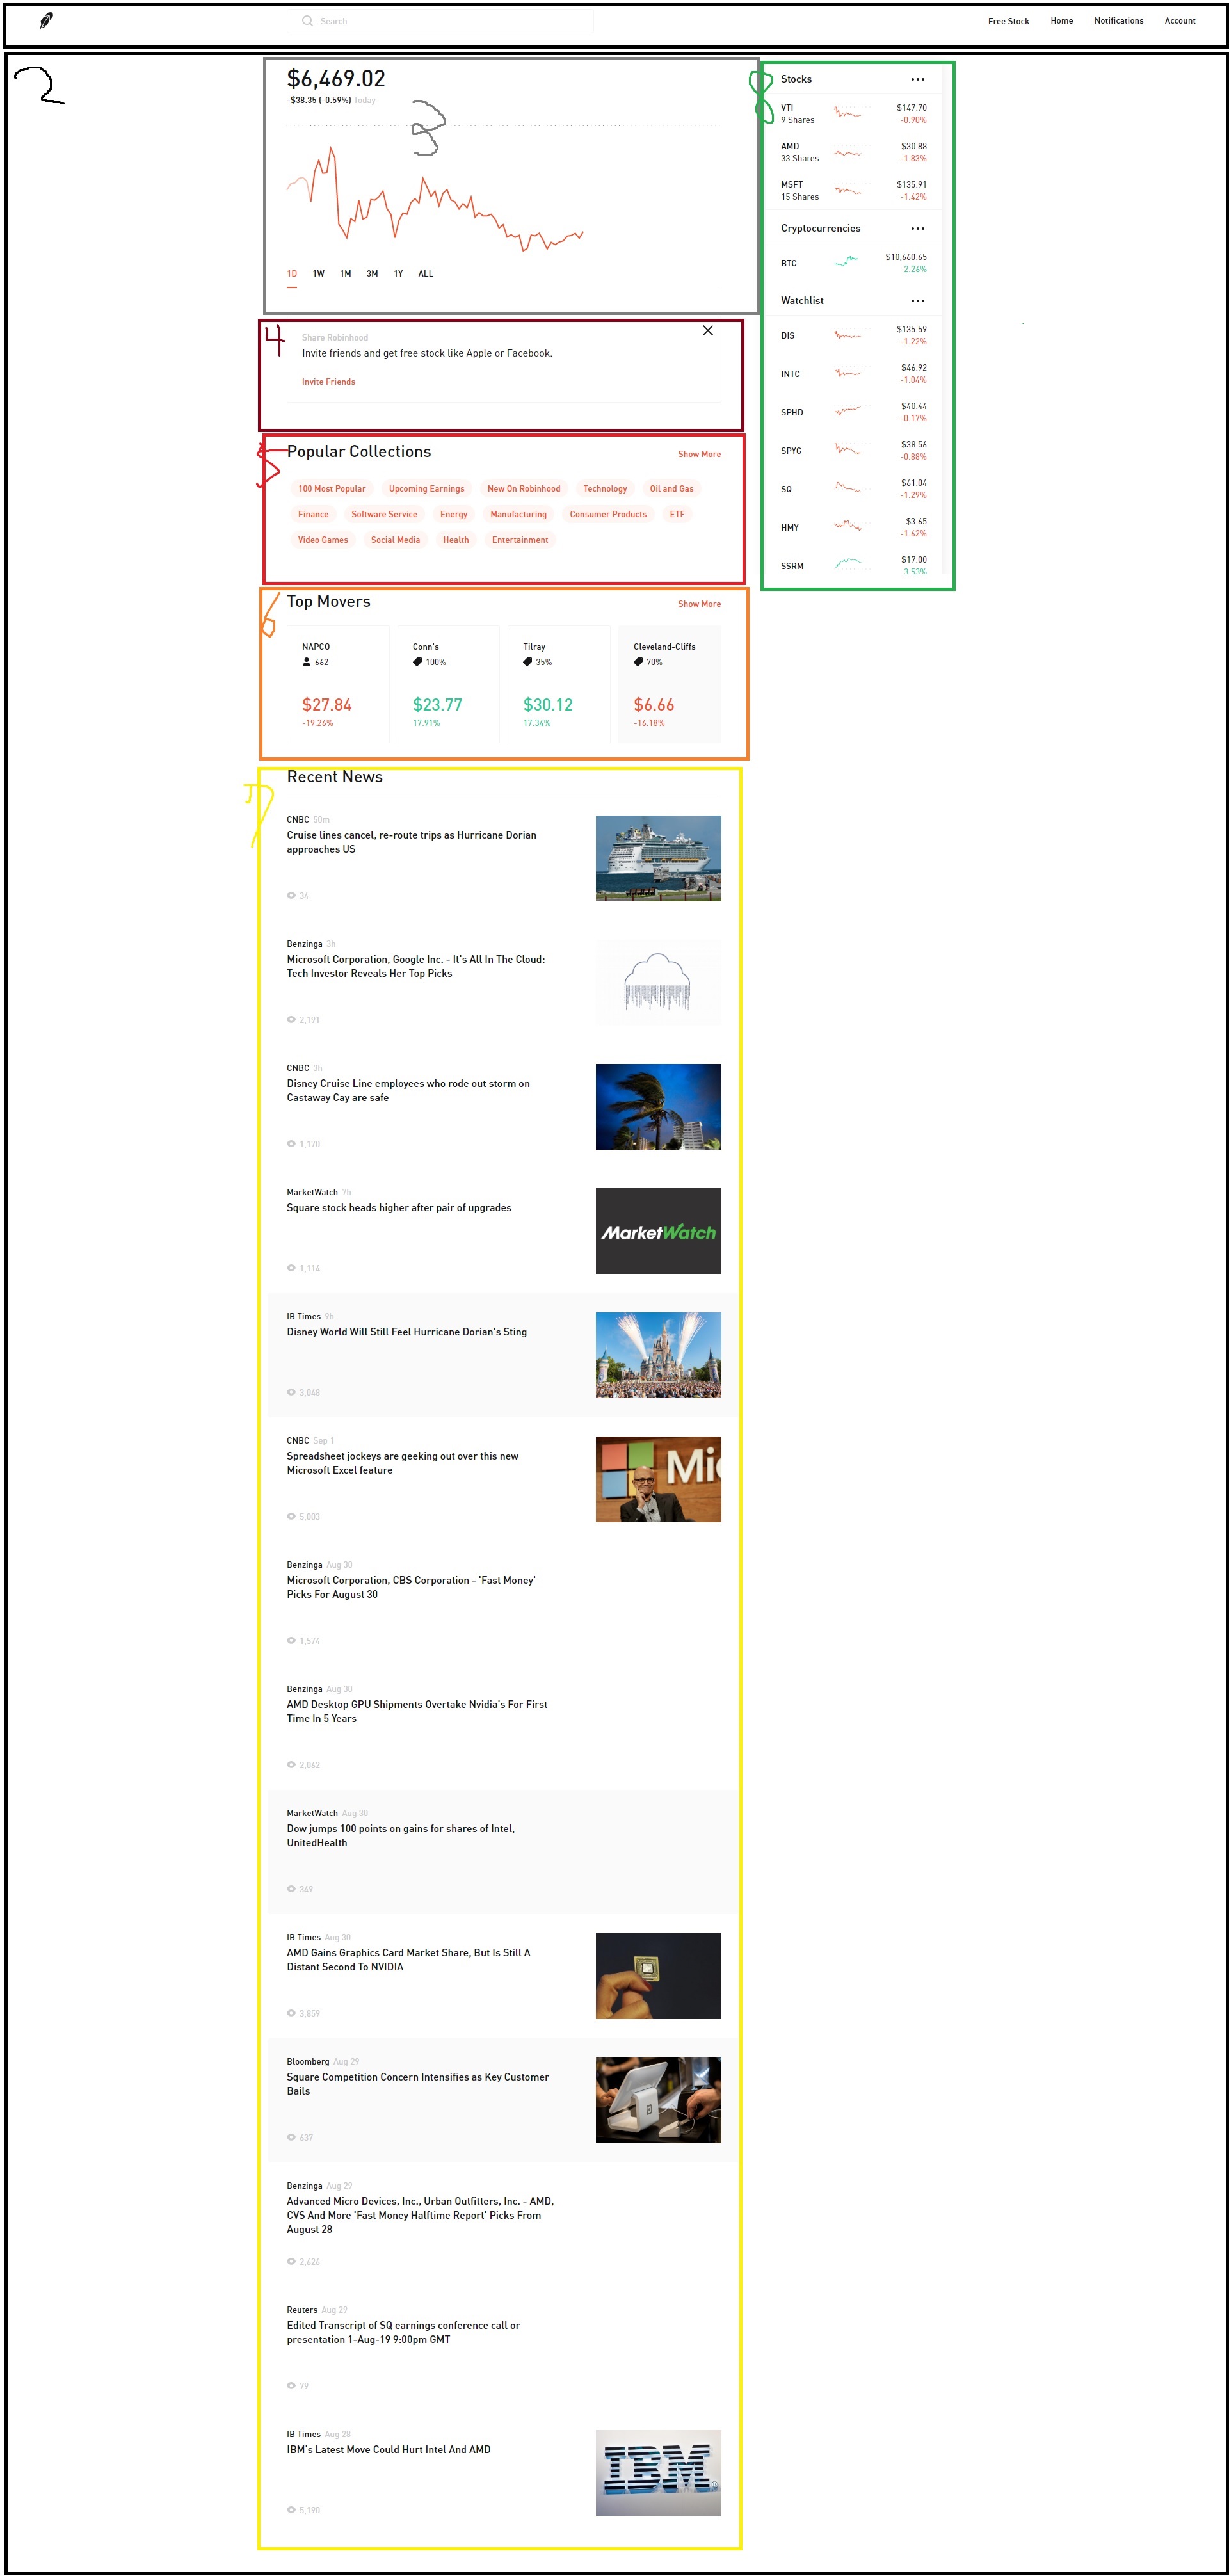 Search
Free Stock Home Notifications Account
2
$6,469.02
-$38.35 (-0.59%) Today
3
1D 1W 1M 3M 1Y ALL
4
Share Robinhood
Invite friends and get free stock like Apple or Facebook.
Invite Friends
5
Popular Collections Show More
100 Most Popular Upcoming Earnings New On Robinhood Technology Oil and Gas
Finance Software Service Energy Manufacturing Consumer Products ETF
Video Games Social Media Health Entertainment
6
Top Movers Show More
NAPCO
662
$27.84
-19.26%
Conn's
100%
$23.77
17.91%
Tilray
35%
$30.12
17.34%
Cleveland-Cliffs
70%
$6.66
-16.18%
7
Recent News
CNBC 50m
Cruise lines cancel, re-route trips as Hurricane Dorian
approaches US
34
Benzinga 3h
Microsoft Corporation, Google Inc. - It's All In The Cloud:
Tech Investor Reveals Her Top Picks
2,191
CNBC 3h
Disney Cruise Line employees who rode out storm on
Castaway Cay are safe
1,170
MarketWatch 7h
Square stock heads higher after pair of upgrades
1,114
MarketWatch
IB Times 9h
Disney World Will Still Feel Hurricane Dorian's Sting
3,048
CNBC Sep 1
Spreadsheet jockeys are geeking out over this new
Microsoft Excel feature
5,003
Mic
Benzinga Aug 30
Microsoft Corporation, CBS Corporation - 'Fast Money'
Picks For August 30
1,574
Benzinga Aug 30
AMD Desktop GPU Shipments Overtake Nvidia's For First
Time In 5 Years
2,062
MarketWatch Aug 30
Dow jumps 100 points on gains for shares of Intel,
UnitedHealth
349
IB Times Aug 30
AMD Gains Graphics Card Market Share, But Is Still A
Distant Second To NVIDIA
3,859
Bloomberg Aug 29
Square Competition Concern Intensifies as Key Customer
Bails
637
Benzinga Aug 29
Advanced Micro Devices, Inc., Urban Outfitters, Inc. - AMD,
CVS And More 'Fast Money Halftime Report' Picks From
August 28
2,626
Reuters Aug 29
Edited Transcript of SQ earnings conference call or
presentation 1-Aug-19 9:00pm GMT
79
IB Times Aug 28
IBM's Latest Move Could Hurt Intel And AMD
5,190
IBM
8
Stocks
VTI $147.70
9 Shares -0.90%
AMD $30.88
33 Shares -1.83%
MSFT $135.91
15 Shares -1.42%
Cryptocurrencies
BTC $10,660.65
2.26%
Watchlist
DIS $135.59
-1.22%
INTC $46.92
-1.04%
SPHD $40.44
-0.17%
SPYG $38.56
-0.88%
SQ $61.04
-1.29%
HMY $3.65
-1.62%
SSRM $17.00
3.53%